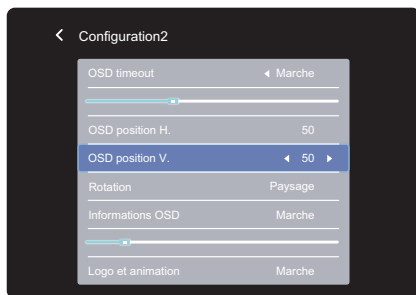 Configuration2
OSD timeout Marche
OSD position H. 50
OSD position V. 50
Rotation Paysage
Informations OSD Marche
Logo et animation Marche